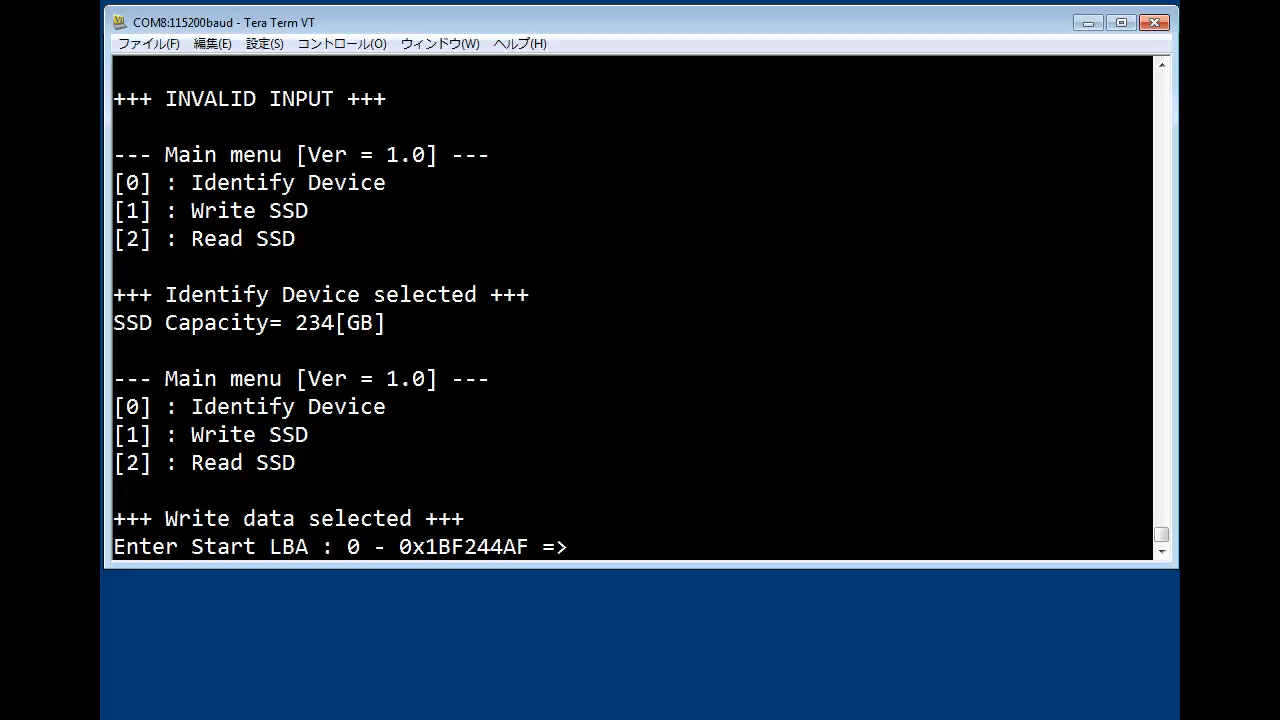 COM8:115200baud - Tera Term VT
ファイル(F) 編集(E) 設定(S) コントロール(O) ウィンドウ(W) ヘルプ(H)
+++ INVALID INPUT +++
--- Main menu [Ver = 1.0] ---
[0] : Identify Device
[1] : Write SSD
[2] : Read SSD
+++ Identify Device selected +++
SSD Capacity= 234[GB]
--- Main menu [Ver = 1.0] ---
[0] : Identify Device
[1] : Write SSD
[2] : Read SSD
+++ Write data selected +++
Enter Start LBA : 0 - 0x1BF244AF =>